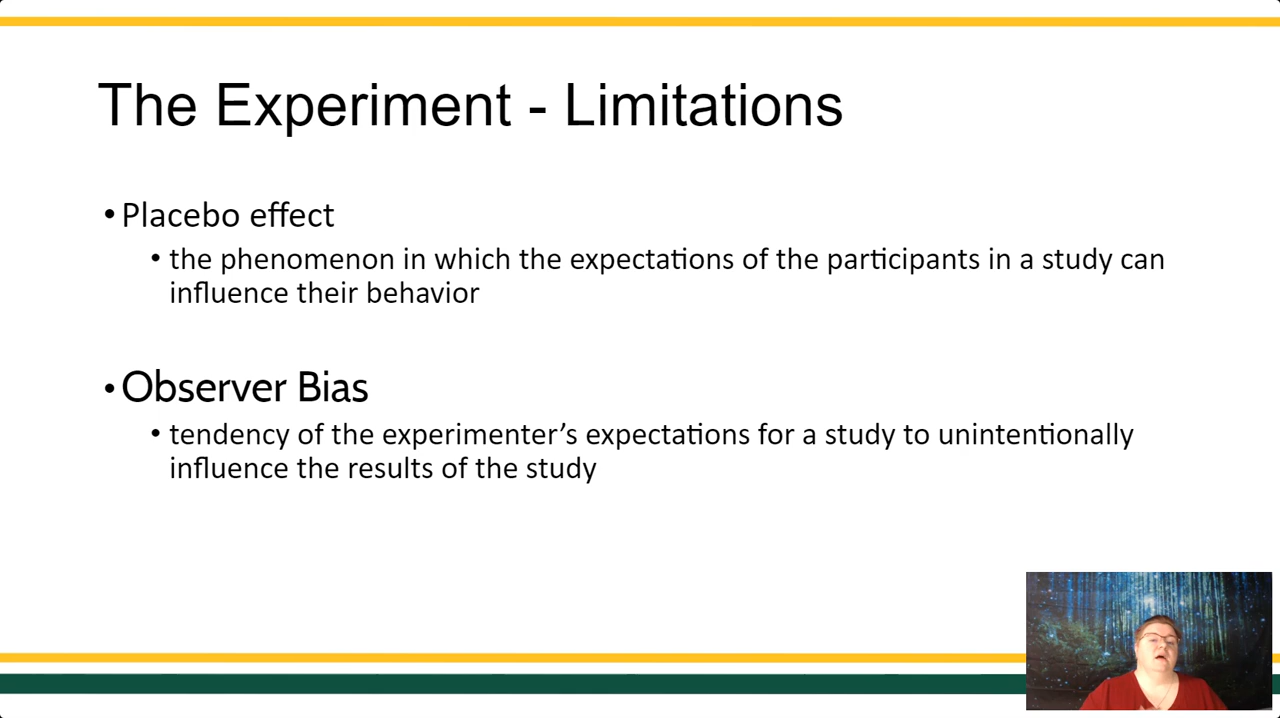 The Experiment - Limitations
• Placebo effect
• the phenomenon in which the expectations of the participants in a study can
influence their behavior
• Observer Bias
• tendency of the experimenter’s expectations for a study to unintentionally
influence the results of the study